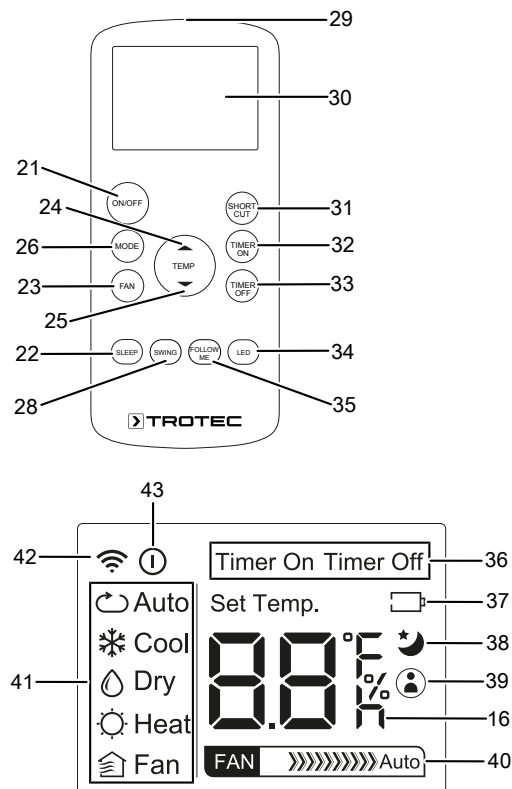 29
30
21
ON/OFF
24
SHORT CUT
31
26
MODE
TEMP
TIMER ON
32
23
FAN
TIMER OFF
33
25
22
SLEEP
SWING
FOLLOW ME
LED
34
28
35
TROTEC
43
42
Timer On Timer Off
36
Auto
Set Temp.
37
Cool
8.8
°F
38
41
Dry
%
39
Heat
h
16
Fan
FAN
Auto
40